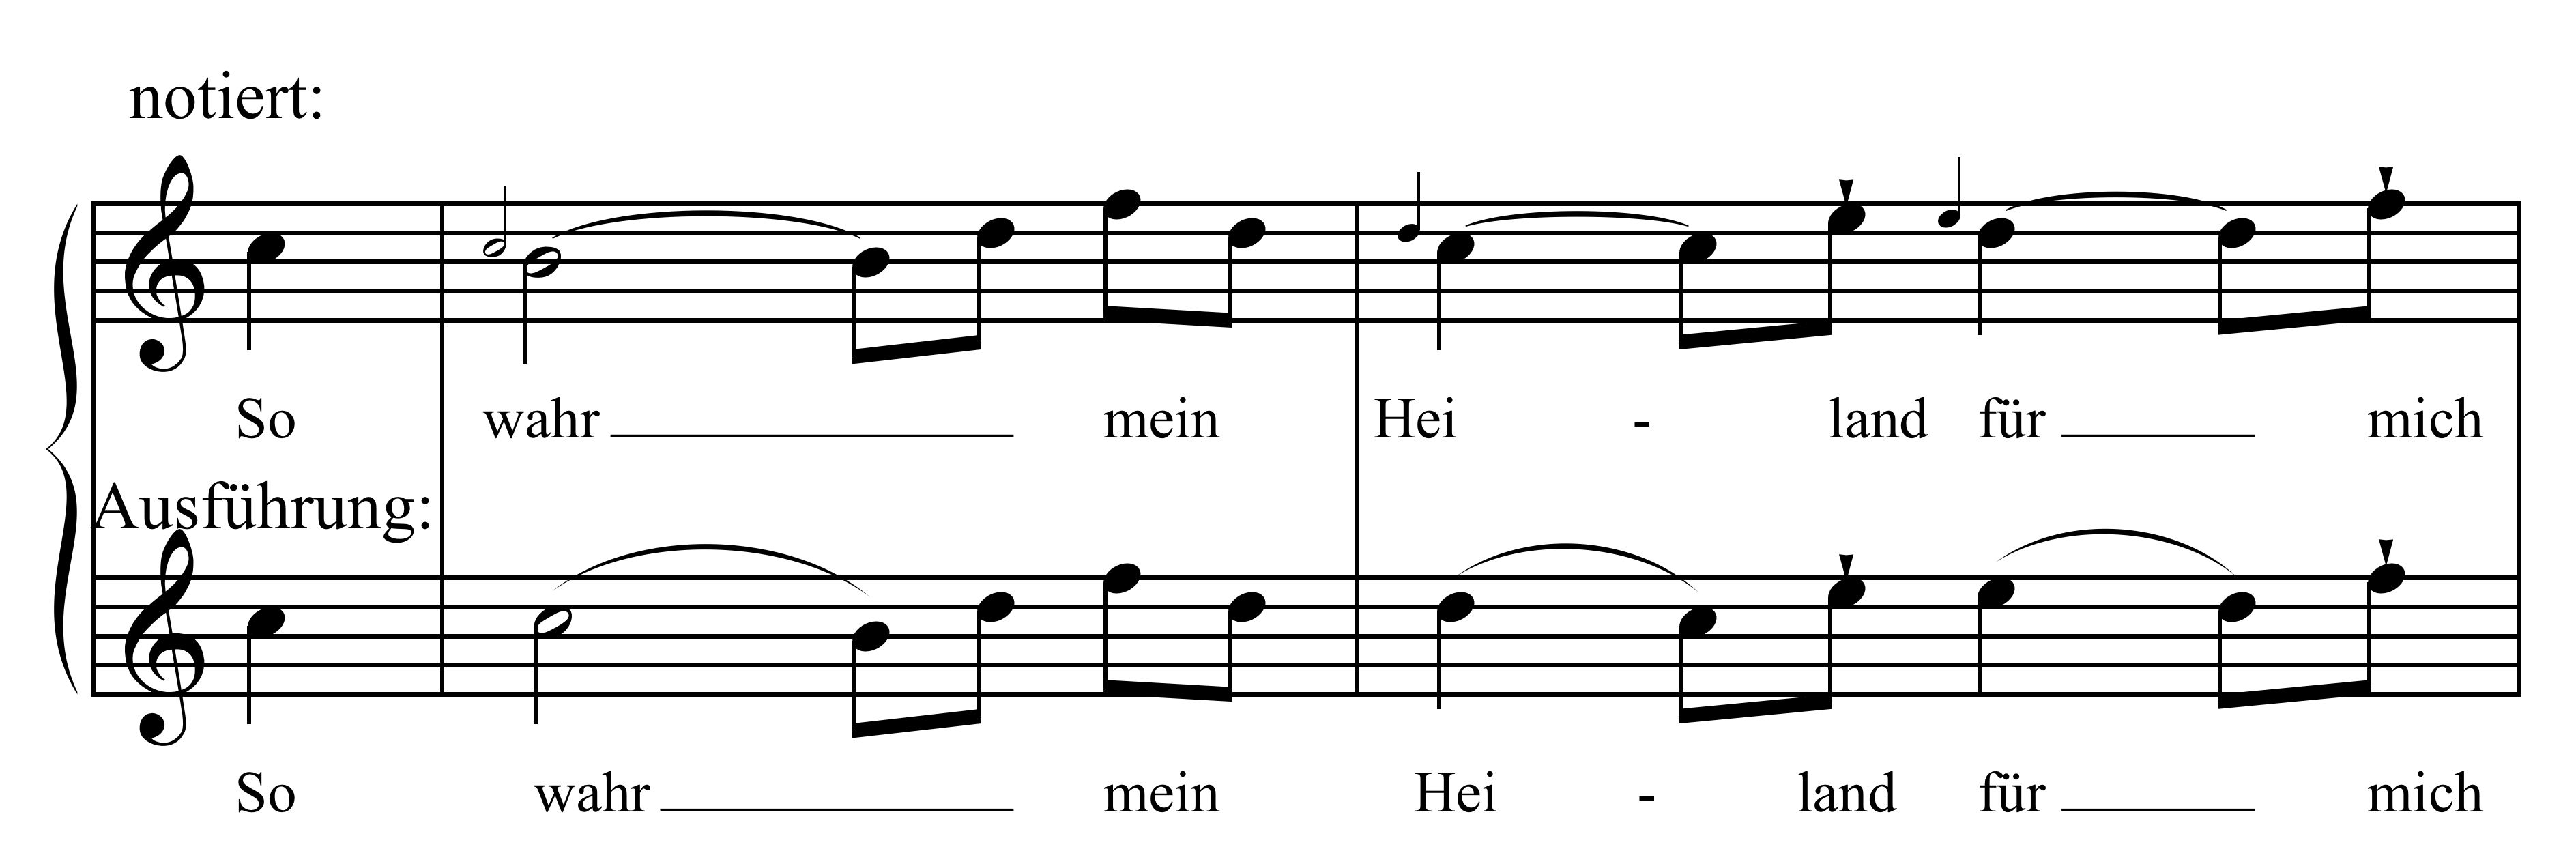 notiert:
So wahr mein Hei - land für mich
Ausführung:
So wahr mein Hei - land für mich